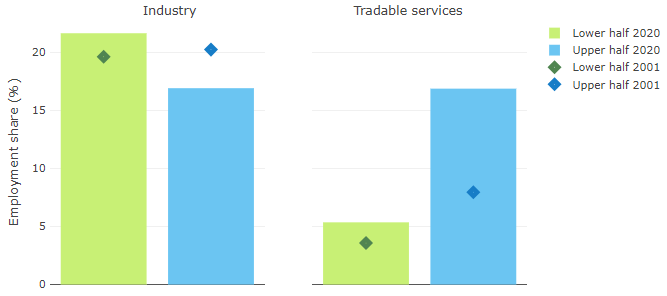 Industry
Tradable services
Employment share (%)
20
15
10
5
0
Lower half 2020
Upper half 2020
Lower half 2001
Upper half 2001